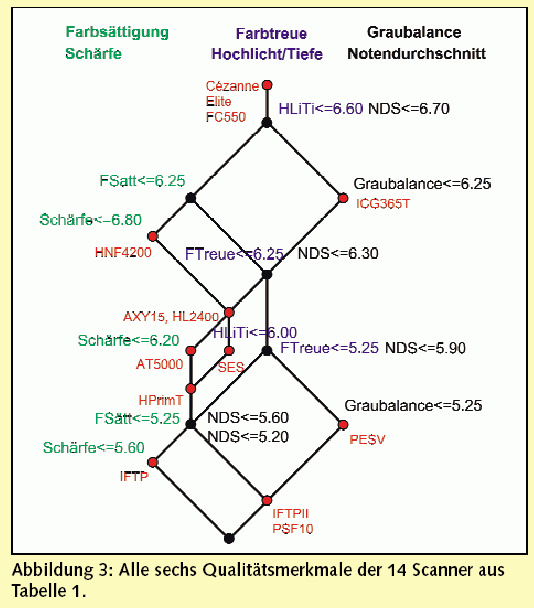 Farbsättigung Farbtreue Graubalance
Schärfe Hochlicht/Tiefe Notendurchschnitt
Cézanne
Elite
FC550
HLiTi<=6.60 NDS<=6.70
FSatt<=6.25
Graubalance<=6.25
ICG365T
Schärfe<=6.80
HNF4200
FTreue<=6.25 NDS<=6.30
AXY15, HL2400
HLiTi<=6.00
Schärfe<=6.20
FTreue<=5.25 NDS<=5.90
AT5000
SES
HPrimT
Graubalance<=5.25
FSatt<=5.25 NDS<=5.60
NDS<=5.20
PESV
Schärfe<=5.60
IFTP
IFTPII
PSF10
Abbildung 3: Alle sechs Qualitätsmerkmale der 14 Scanner aus
Tabelle 1.